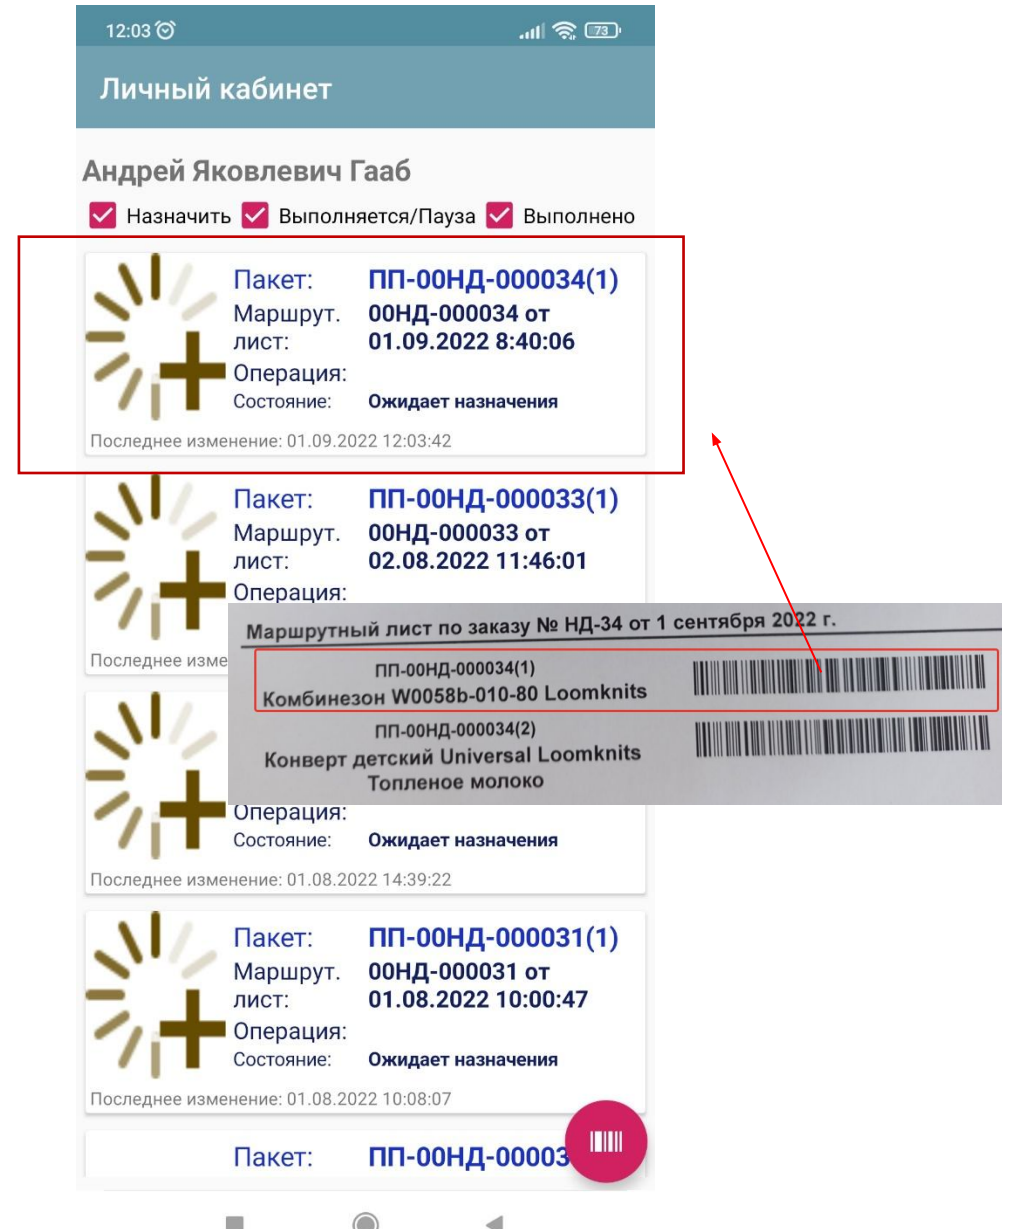 12:03
73
Личный кабинет
Андрей Яковлевич Гааб
Назначить Выполняется/Пауза Выполнено
Пакет: ПП-00НД-000034(1)
Маршрут. 00НД-000034 от
лист: 01.09.2022 8:40:06
Операция:
Состояние: Ожидает назначения
Последнее изменение: 01.09.2022 12:03:42
Пакет: ПП-00НД-000033(1)
Маршрут. 00НД-000033 от
лист: 02.08.2022 11:46:01
Операция:
Последнее изме
Маршрутный лист по заказу № НД-34 от 1 сентября 2022 г.
ПП-00НД-000034(1)
Комбинезон W0058b-010-80 Loomknits
ПП-00НД-000034(2)
Конверт детский Universal Loomknits
Топленое молоко
Операция:
Состояние: Ожидает назначения
Последнее изменение: 01.08.2022 14:39:22
Пакет: ПП-00НД-000031(1)
Маршрут. 00НД-000031 от
лист: 01.08.2022 10:00:47
Операция:
Состояние: Ожидает назначения
Последнее изменение: 01.08.2022 10:08:07
Пакет: ПП-00НД-00003